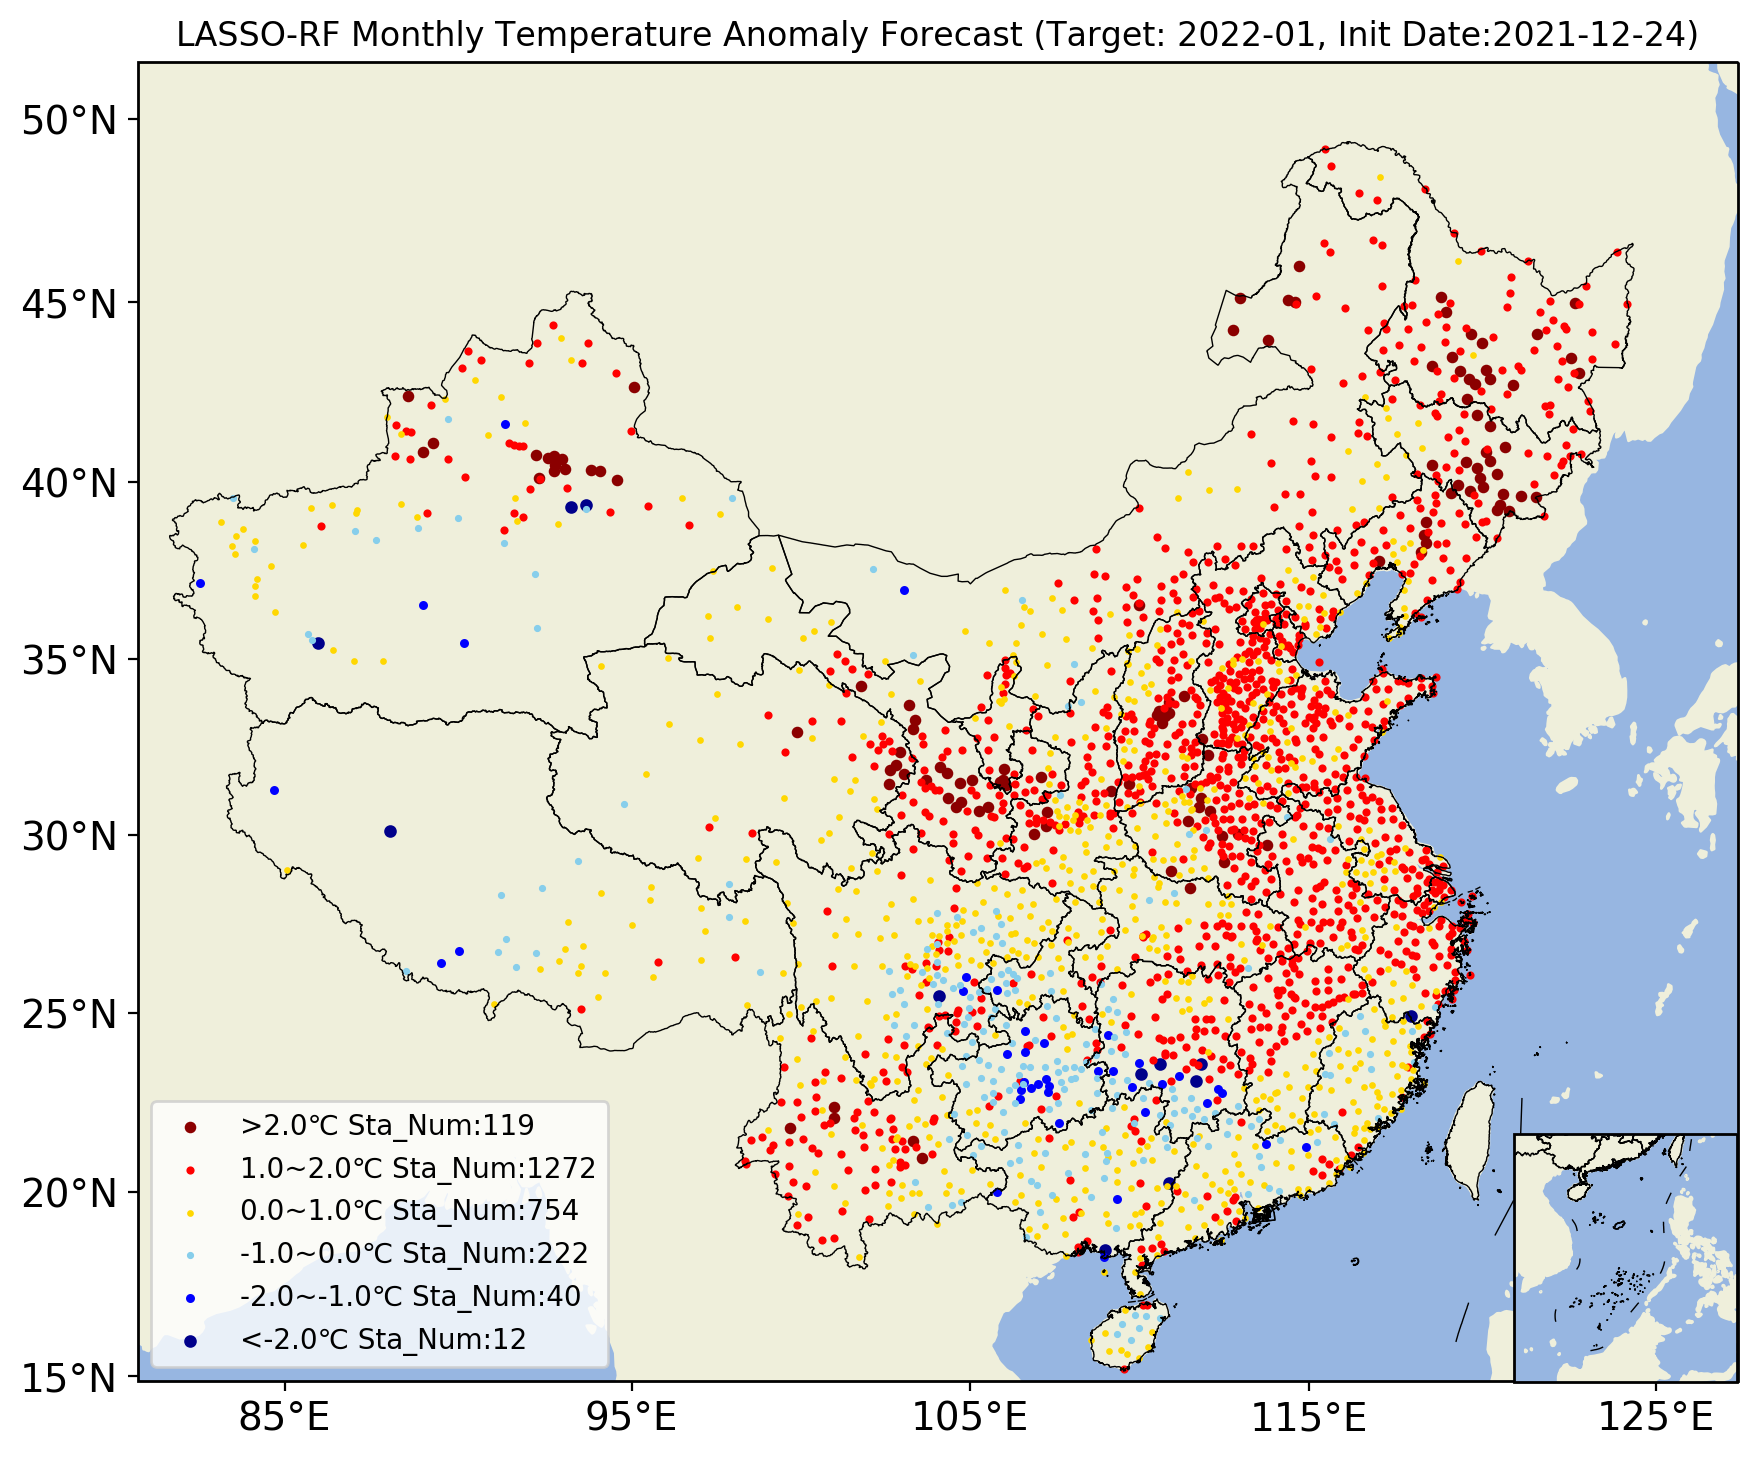 LASSO-RF Monthly Temperature Anomaly Forecast (Target: 2022-01, Init Date:2021-12-24)
50°N
45°N
40°N
35°N
30°N
25°N
20°N
15°N
>2.0℃ Sta_Num:119
1.0~2.0℃ Sta_Num:1272
0.0~1.0℃ Sta_Num:754
-1.0~0.0℃ Sta_Num:222
-2.0~-1.0℃ Sta_Num:40
<-2.0℃ Sta_Num:12
85°E
95°E
105°E
115°E
125°E